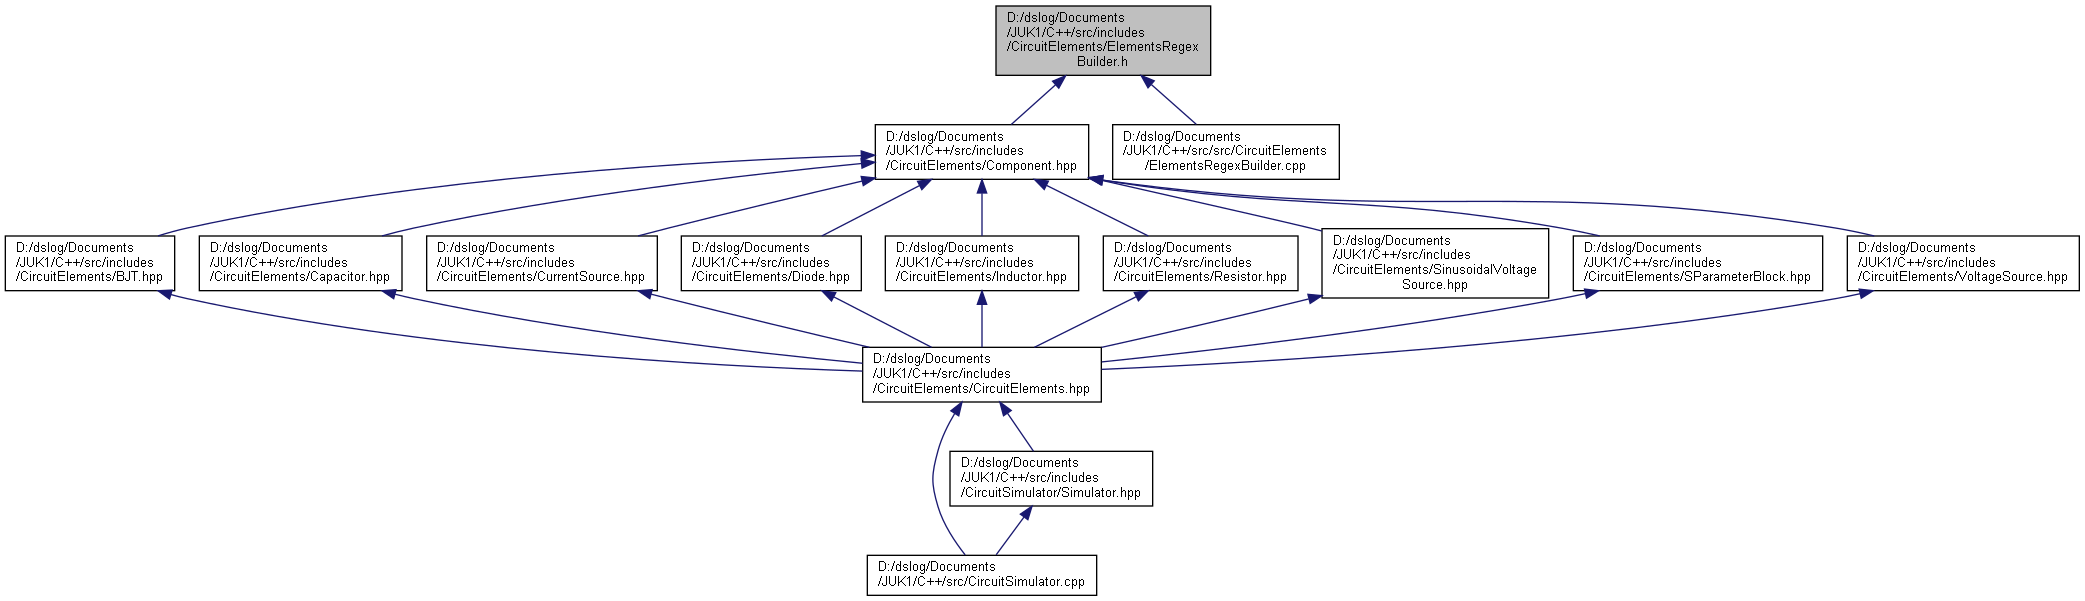 D:/dslog/Documents
/JUK1/C++/src/includes
/CircuitElements/ElementsRegex
Builder.h
D:/dslog/Documents
/JUK1/C++/src/includes
/CircuitElements/Component.hpp
D:/dslog/Documents
/JUK1/C++/src/src/CircuitElements
/ElementsRegexBuilder.cpp
D:/dslog/Documents
/JUK1/C++/src/includes
/CircuitElements/BJT.hpp
D:/dslog/Documents
/JUK1/C++/src/includes
/CircuitElements/Capacitor.hpp
D:/dslog/Documents
/JUK1/C++/src/includes
/CircuitElements/CurrentSource.hpp
D:/dslog/Documents
/JUK1/C++/src/includes
/CircuitElements/Diode.hpp
D:/dslog/Documents
/JUK1/C++/src/includes
/CircuitElements/Inductor.hpp
D:/dslog/Documents
/JUK1/C++/src/includes
/CircuitElements/Resistor.hpp
D:/dslog/Documents
/JUK1/C++/src/includes
/CircuitElements/SinusoidalVoltage
Source.hpp
D:/dslog/Documents
/JUK1/C++/src/includes
/CircuitElements/SParameterBlock.hpp
D:/dslog/Documents
/JUK1/C++/src/includes
/CircuitElements/VoltageSource.hpp
D:/dslog/Documents
/JUK1/C++/src/includes
/CircuitElements/CircuitElements.hpp
D:/dslog/Documents
/JUK1/C++/src/includes
/CircuitSimulator/Simulator.hpp
D:/dslog/Documents
/JUK1/C++/src/CircuitSimulator.cpp